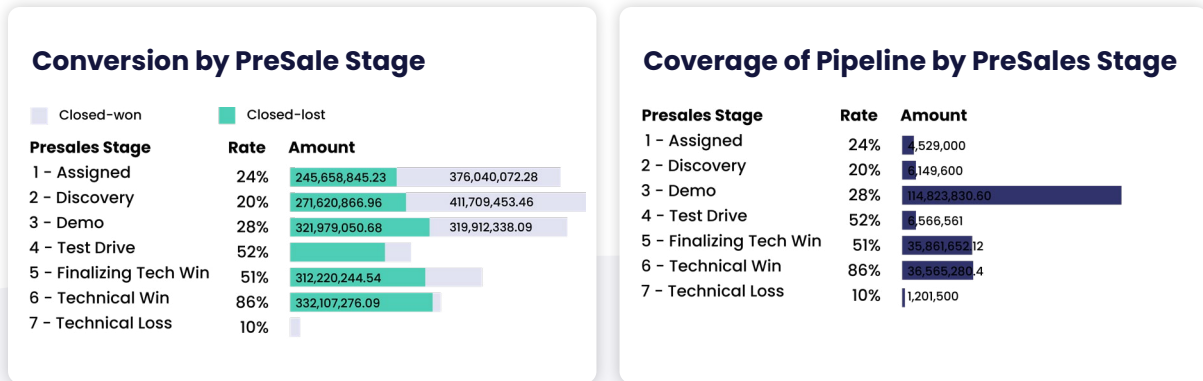 Conversion by PreSale Stage
Closed-won Closed-lost
Presales Stage Rate Amount
1 - Assigned 24% 245,658,845.23 376,040,072.28
2 - Discovery 20% 271,620,866.96 411,709,453.46
3 - Demo 28% 321,979,050.68 319,912,338.09
4 - Test Drive 52%
5 - Finalizing Tech Win 51% 312,220,244.54
6 - Technical Win 86% 332,107,276.09
7 - Technical Loss 10%
Coverage of Pipeline by PreSales Stage
Presales Stage Rate Amount
1 - Assigned 24% 4,529,000
2 - Discovery 20% 6,149,600
3 - Demo 28% 114,823,830.60
4 - Test Drive 52% 6,566,561
5 - Finalizing Tech Win 51% 35,861,652.12
6 - Technical Win 86% 36,565,280.4
7 - Technical Loss 10% 1,201,500